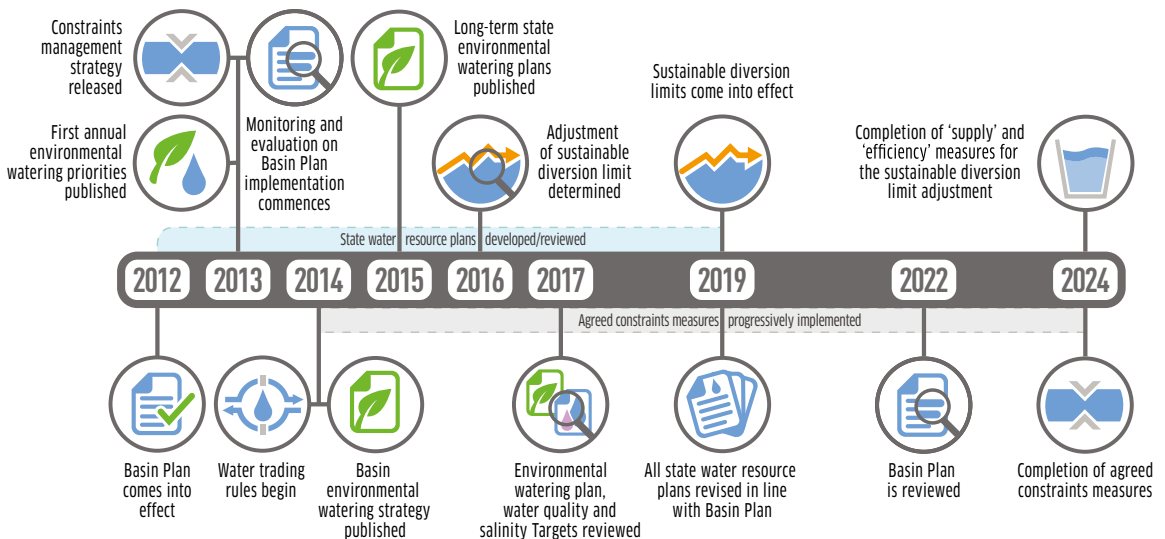 Constraints
management
strategy
released
First annual
environmental
watering priorities
published
Monitoring and
evaluation on
Basin Plan
implementation
commences
Long-term state
environmental
watering plans
published
Adjustment
of sustainable
diversion limit
determined
Sustainable diversion
limits come into effect
Completion of ‘supply’ and
‘efficiency’ measures for
the sustainable diversion
limit adjustment
State water resource plans developed/reviewed
2012 2013 2014 2015 2016 2017 2019 2022 2024
Agreed constraints measures progressively implemented
Basin Plan
comes into
effect
Water trading
rules begin
Basin
environmental
watering strategy
published
Environmental
watering plan,
water quality and
salinity Targets reviewed
All state water resource
plans revised in line
with Basin Plan
Basin Plan
is reviewed
Completion of agreed
constraints measures